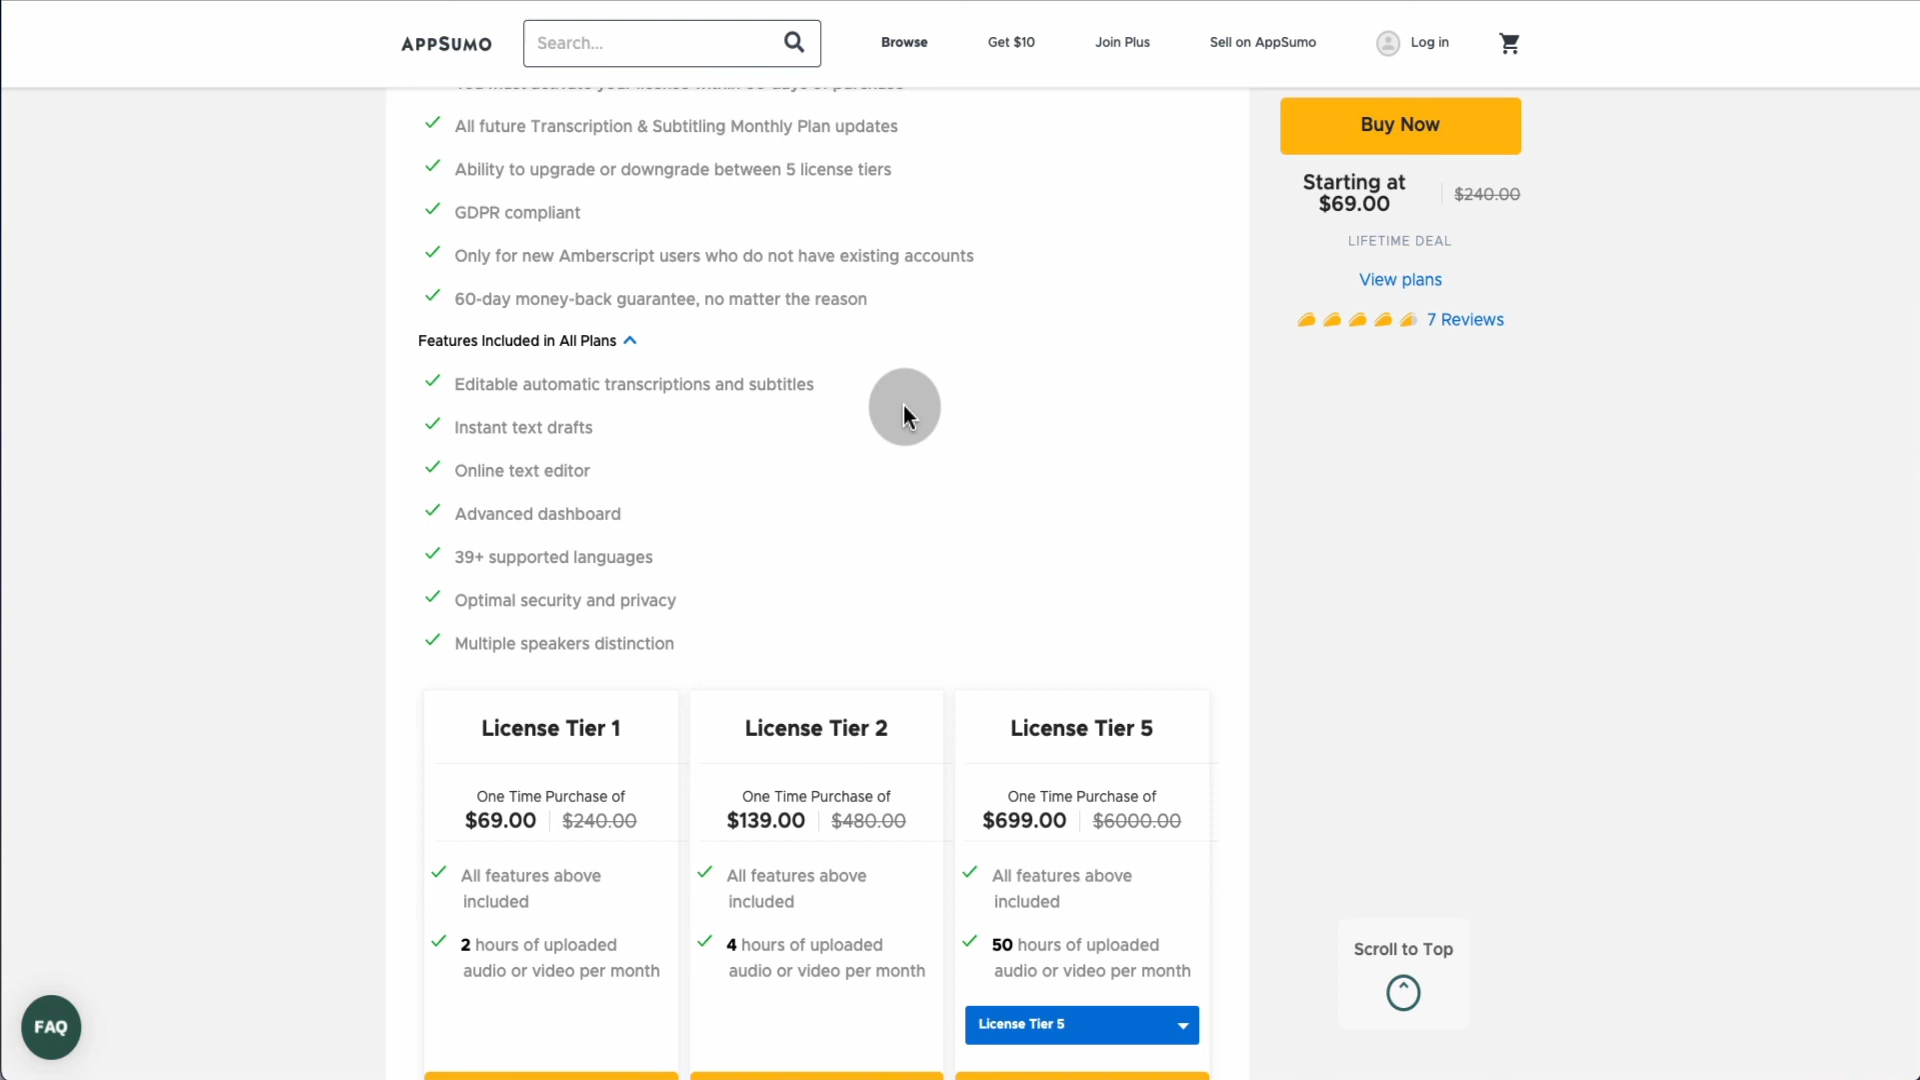 APPSUMO
Search...
Browse
Get $10
Join Plus
Sell on AppSumo
Log in
All future Transcription & Subtitling Monthly Plan updates
Ability to upgrade or downgrade between 5 license tiers
GDPR compliant
Only for new Amberscript users who do not have existing accounts
60-day money-back guarantee, no matter the reason
Features Included in All Plans
Editable automatic transcriptions and subtitles
Instant text drafts
Online text editor
Advanced dashboard
39+ supported languages
Optimal security and privacy
Multiple speakers distinction
License Tier 1
One Time Purchase of
$69.00 $240.00
All features above
included
2 hours of uploaded
audio or video per month
License Tier 2
One Time Purchase of
$139.00 $480.00
All features above
included
4 hours of uploaded
audio or video per month
License Tier 5
One Time Purchase of
$699.00 $6000.00
All features above
included
50 hours of uploaded
audio or video per month
License Tier 5
Buy Now
Starting at
$69.00
$240.00
LIFETIME DEAL
View plans
7 Reviews
Scroll to Top
FAQ